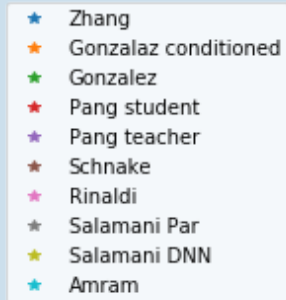 Zhang
Gonzalaz conditioned
Gonzalez
Pang student
Pang teacher
Schnake
Rinaldi
Salamani Par
Salamani DNN
Amram